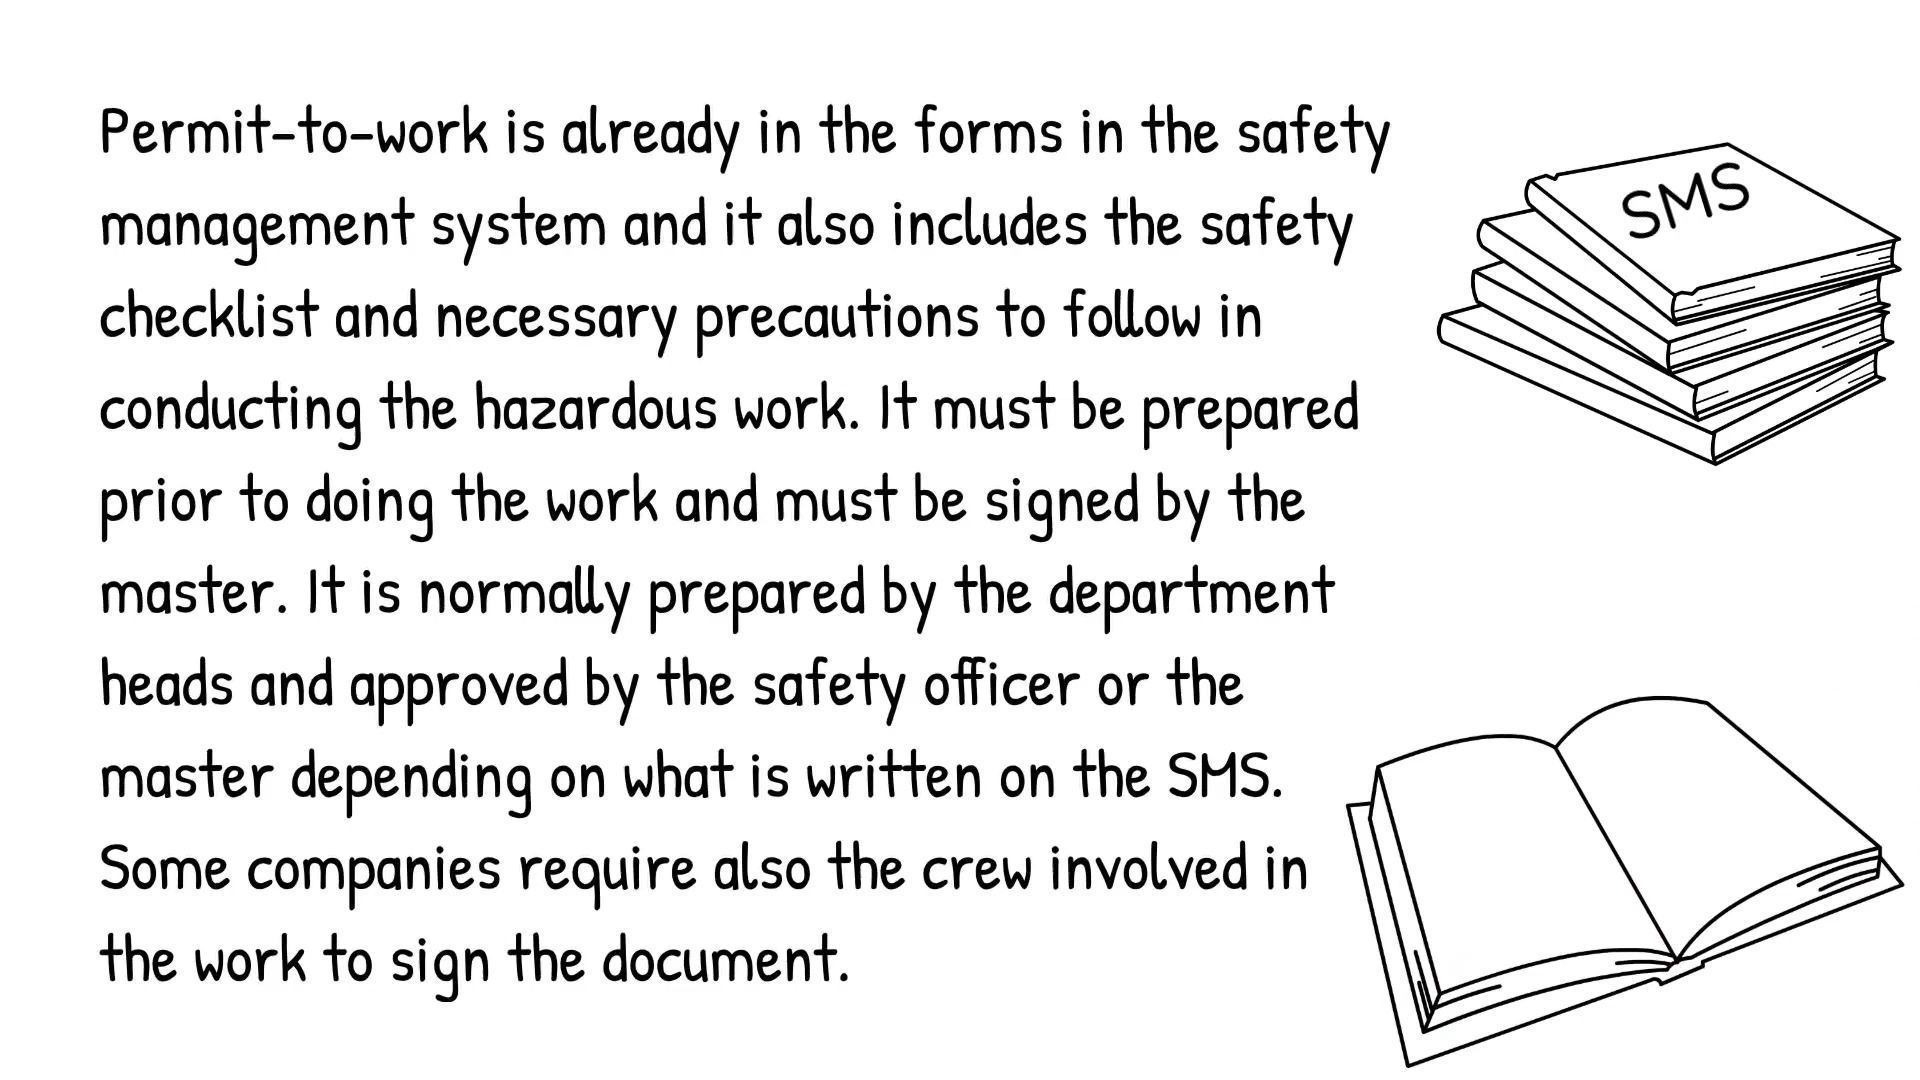 Permit-to-work is already in the forms in the safety
management system and it also includes the safety
checklist and necessary precautions to follow in
conducting the hazardous work. It must be prepared
prior to doing the work and must be signed by the
master. It is normally prepared by the department
heads and approved by the safety officer or the
master depending on what is written on the SMS.
Some companies require also the crew involved in
the work to sign the document.
SMS